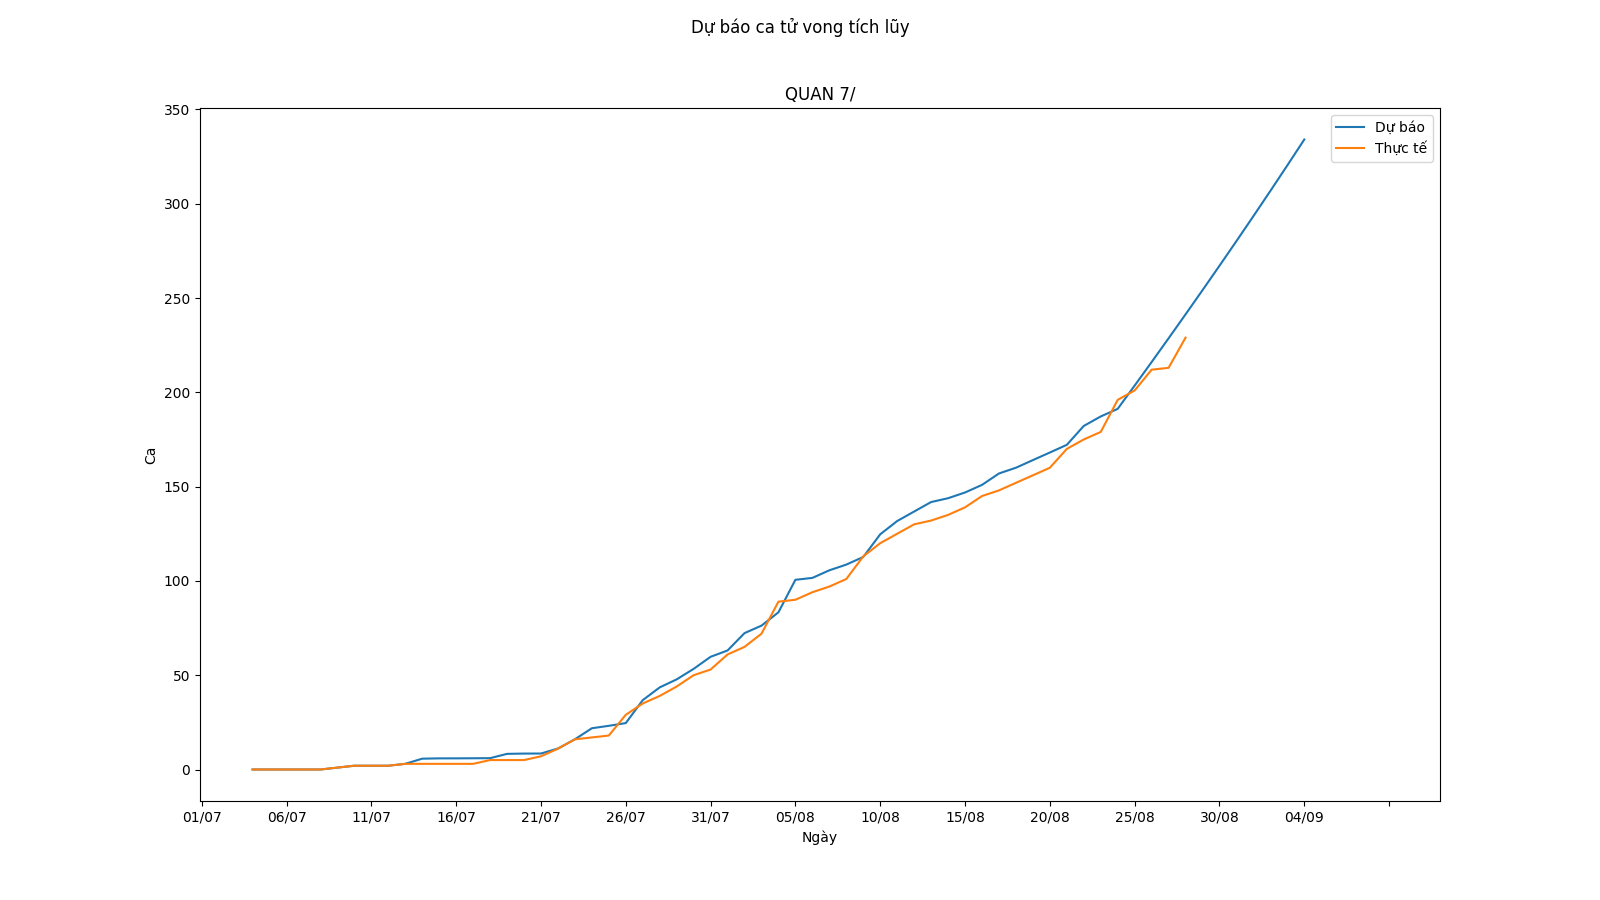 Dự báo ca tử vong tích lũy
QUAN 7/
350
300
250
200
150
100
50
0
Ca
Dự báo
Thực tế
01/07 06/07 11/07 16/07 21/07 26/07 31/07 05/08 10/08 15/08 20/08 25/08 30/08 04/09
Ngày